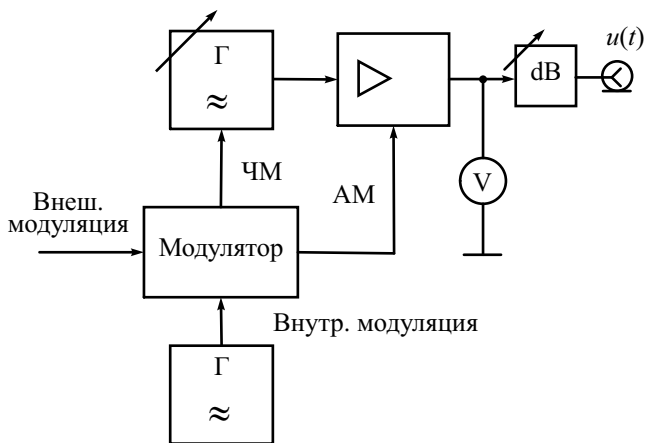 u(t)
Г
≈
dB
ЧМ
АМ
V
Внеш.
модуляция
Модулятор
Внутр. модуляция
Г
≈